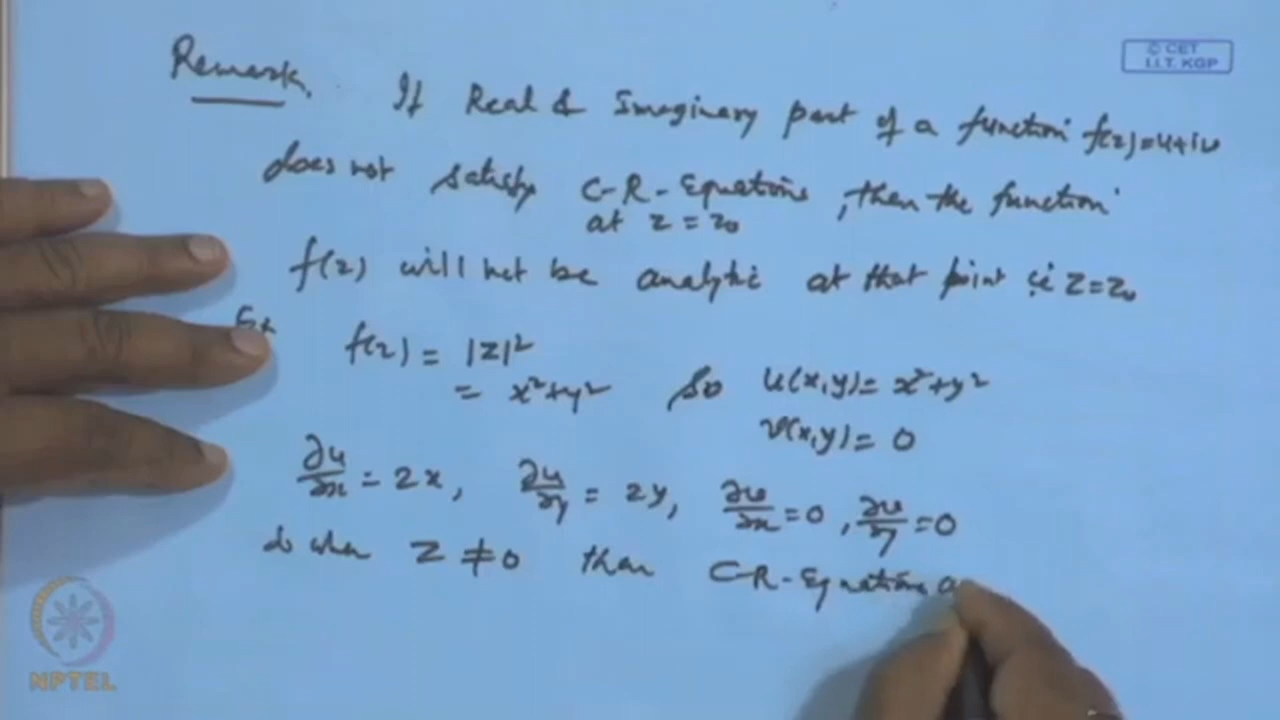 © CET
I.I.T. KGP
Remark. If Real & Imaginary part of a function f(z)=u+iv
does not satisfy C-R-Equations, then the function
at z=z₀
f(z) will not be analytic at that point i.e z=z₀
Ex f(z) = |z|²
= x²+y² So u(x,y)= x²+y²
v(x,y)= 0
∂u/∂x = 2x, ∂u/∂y = 2y, ∂v/∂x =0, ∂v/∂y =0
So when z ≠ 0 then C-R-Equations a
NPTEL